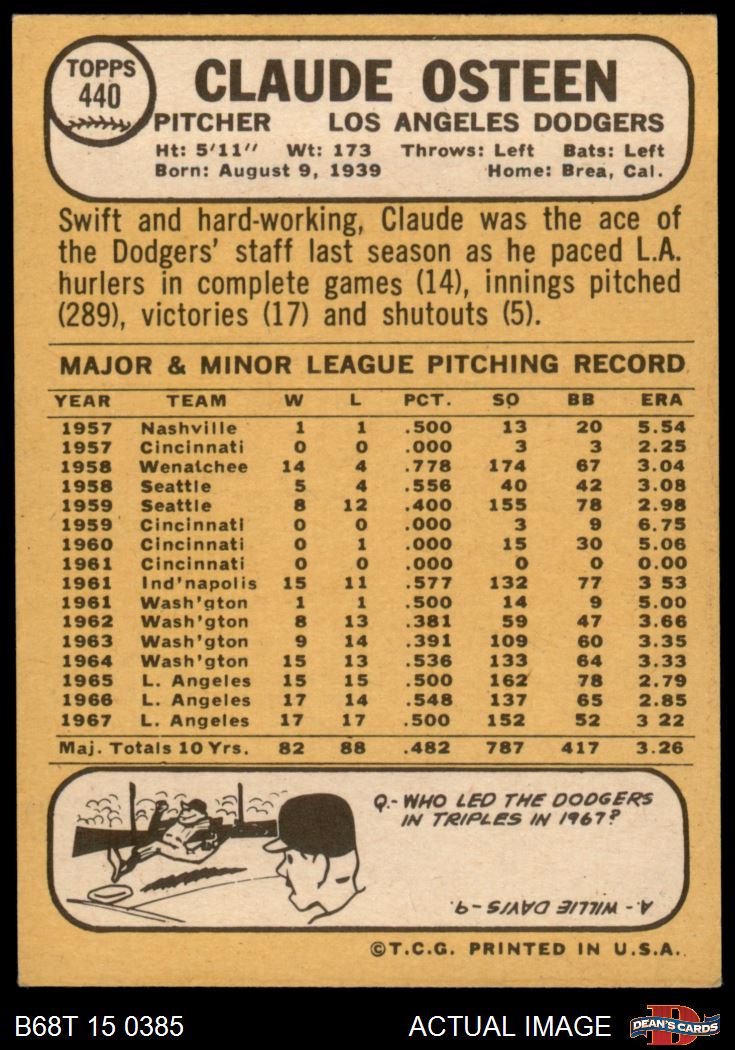 TOPPS
440
CLAUDE OSTEEN
PITCHER LOS ANGELES DODGERS
Ht: 5'11" Wt: 173 Throws: Left Bats: Left
Born: August 9, 1939 Home: Brea, Cal.
Swift and hard-working, Claude was the ace of
the Dodgers' staff last season as he paced L.A.
hurlers in complete games (14), innings pitched
(289), victories (17) and shutouts (5).
MAJOR & MINOR LEAGUE PITCHING RECORD
YEAR TEAM W L PCT. SO BB ERA
1957 Nashville 1 1 .500 13 20 5.54
1957 Cincinnati 0 0 .000 3 3 2.25
1958 Wenatchee 14 4 .778 174 67 3.04
1958 Seattle 5 4 .556 40 42 3.08
1959 Seattle 8 12 .400 155 78 2.98
1959 Cincinnati 0 0 .000 3 9 6.75
1960 Cincinnati 0 1 .000 15 30 5.06
1961 Cincinnati 0 0 .000 0 0 0.00
1961 Ind'napolis 15 11 .577 132 77 3 53
1961 Wash'gton 1 1 .500 14 9 5.00
1962 Wash'gton 8 13 .381 59 47 3.66
1963 Wash'gton 9 14 .391 109 60 3.35
1964 Wash'gton 15 13 .536 133 64 3.33
1965 L. Angeles 15 15 .500 162 78 2.79
1966 L. Angeles 17 14 .548 137 65 2.85
1967 L. Angeles 17 17 .500 152 52 3 22
Maj. Totals 10 Yrs. 82 88 .482 787 417 3.26
Q.- WHO LED THE DODGERS
IN TRIPLES IN 1967?
A.- WILLIE DAVIS - 9.
©T.C.G. PRINTED IN U.S.A.
B68T 15 0385 ACTUAL IMAGE
D
DEAN'S CARDS